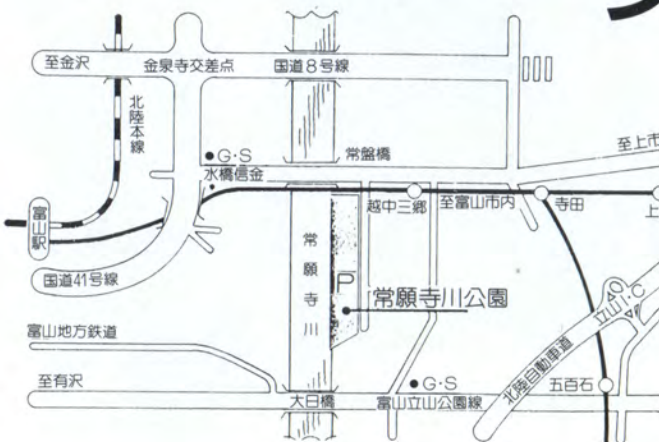 至金沢
金泉寺交差点
国道8号線
北陸本線
G・S
常盤橋
至上市
水橋信金
富山駅
越中三郷
至富山市内
寺田
上
国道41号線
常願寺川
P
常願寺川公園
立山I・C
富山地方鉄道
北陸自動車道
至有沢
G・S
五百石
大日橋
富山立山公園線